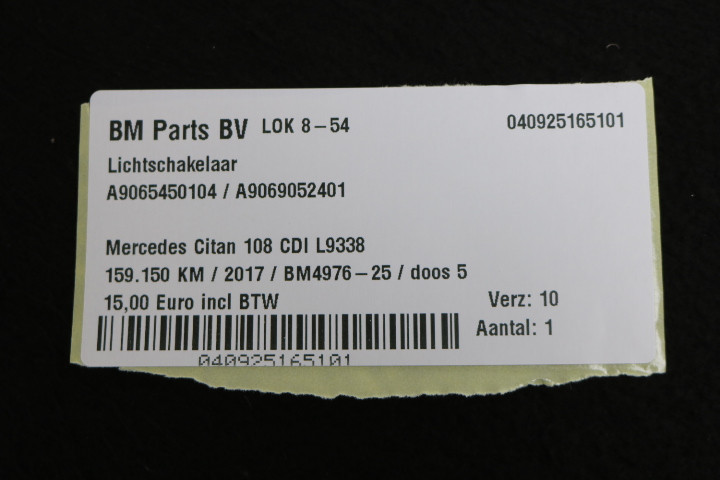 BM Parts BV LOK 8-54 040925165101
Lichtschakelaar
A9065450104 / A9069052401
Mercedes Citan 108 CDI L9338
159.150 KM / 2017 / BM4976-25 / doos 5
15,00 Euro incl BTW Verz: 10
Aantal: 1
040925165101